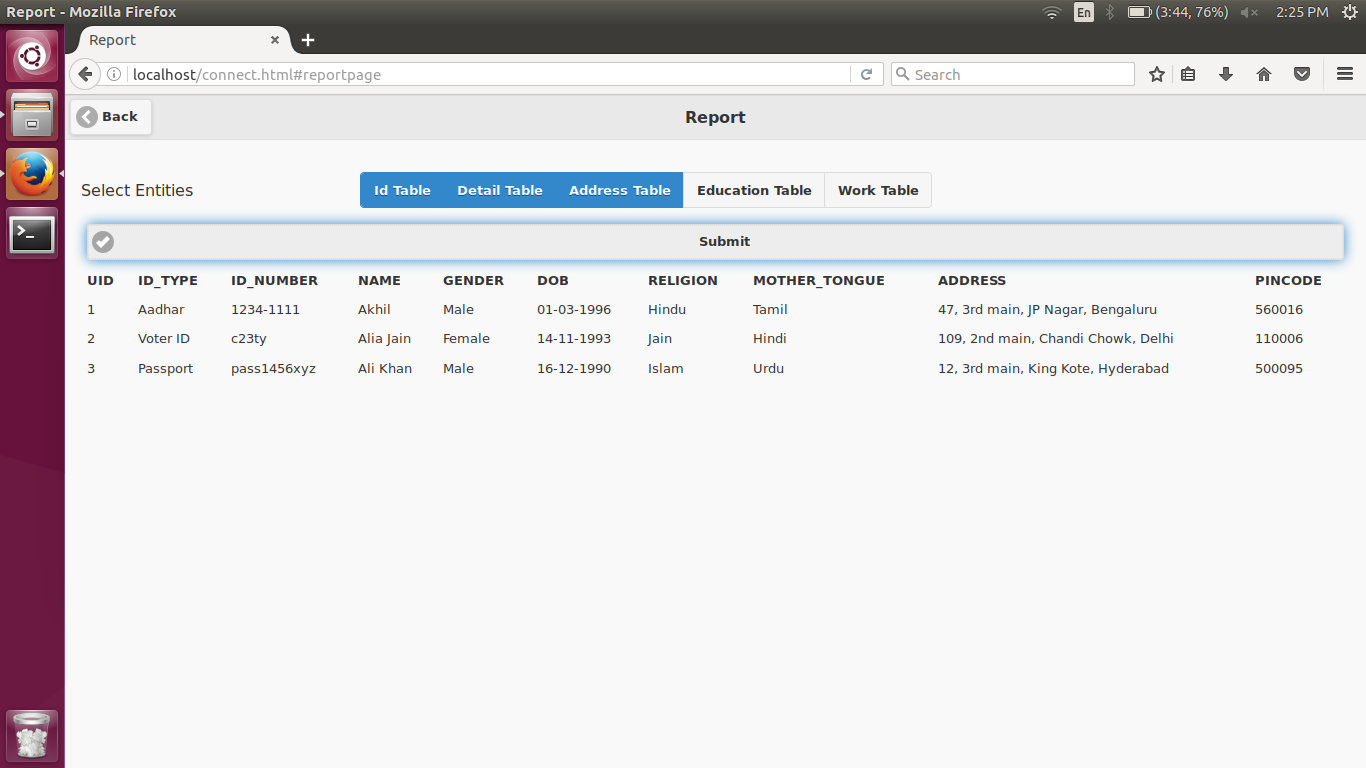 Report - Mozilla Firefox En (3:44, 76%) 2:25 PM
Report
localhost/connect.html#reportpage Search
Back Report
Select Entities Id Table Detail Table Address Table Education Table Work Table
Submit
UID ID_TYPE ID_NUMBER NAME GENDER DOB RELIGION MOTHER_TONGUE ADDRESS PINCODE
1 Aadhar 1234-1111 Akhil Male 01-03-1996 Hindu Tamil 47, 3rd main, JP Nagar, Bengaluru 560016
2 Voter ID c23ty Alia Jain Female 14-11-1993 Jain Hindi 109, 2nd main, Chandi Chowk, Delhi 110006
3 Passport pass1456xyz Ali Khan Male 16-12-1990 Islam Urdu 12, 3rd main, King Kote, Hyderabad 500095